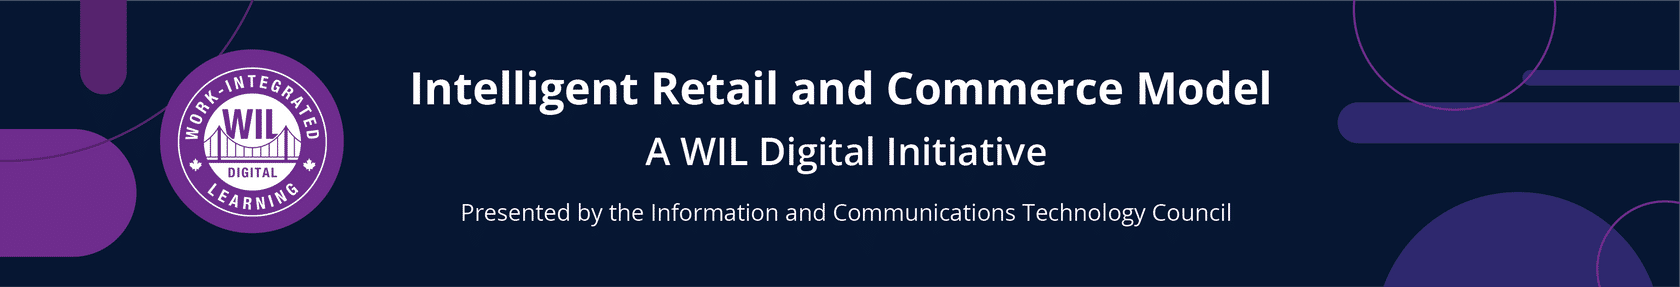 WORK-INTEGRATED
WIL
DIGITAL
LEARNING
Intelligent Retail and Commerce Model
A WIL Digital Initiative
Presented by the Information and Communications Technology Council